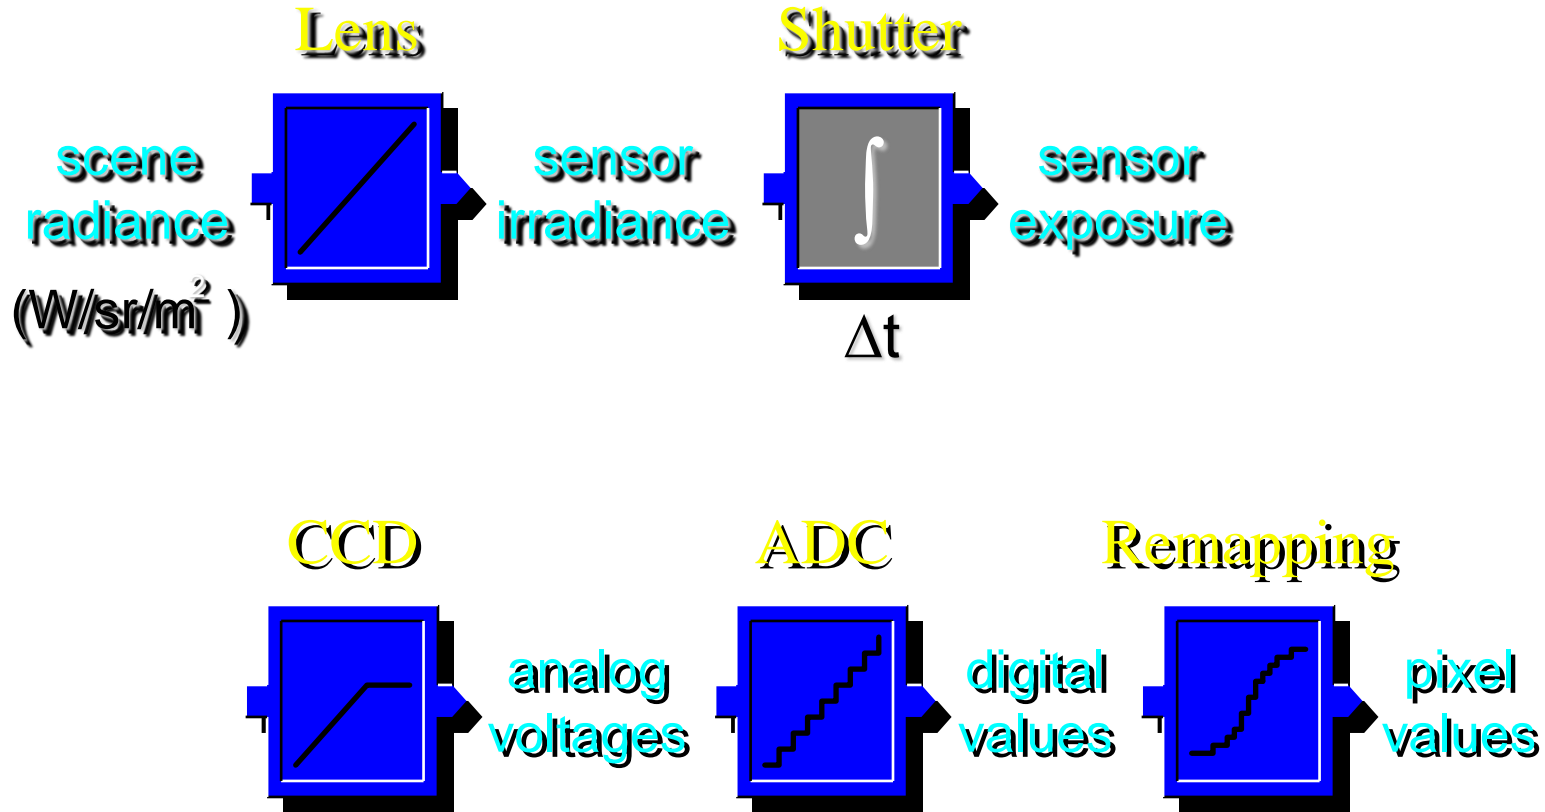 Lens
Shutter
scene
radiance
(W/sr/m² )
sensor
irradiance
∫
sensor
exposure
Δt
CCD
ADC
Remapping
analog
voltages
digital
values
pixel
values